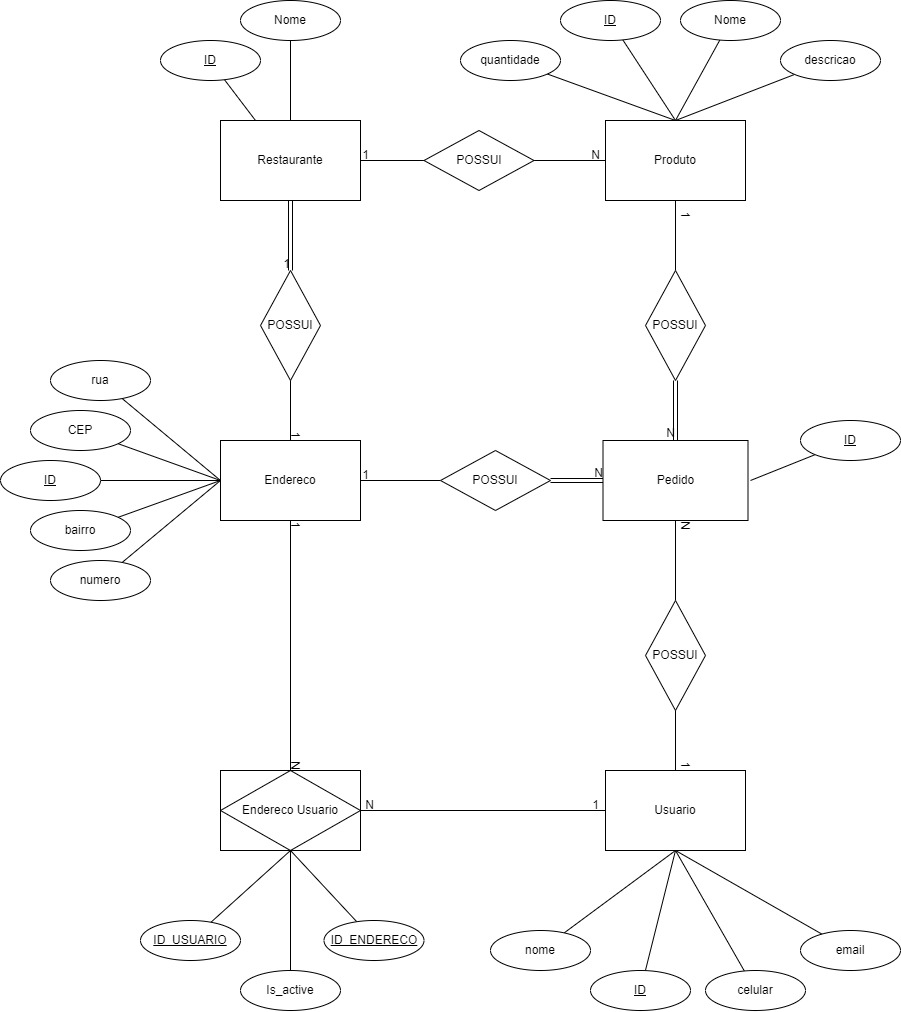 Nome
ID
Nome
ID
quantidade
descricao
ID
Restaurante
1
POSSUI
N
Produto
1
1
POSSUI
POSSUI
rua
CEP
1
N
ID
ID
Endereco
1
POSSUI
N
Pedido
bairro
1
N
numero
POSSUI
N
1
Endereco Usuario
N
1
Usuario
ID_USUARIO
ID_ENDERECO
nome
email
Is_active
ID
celular